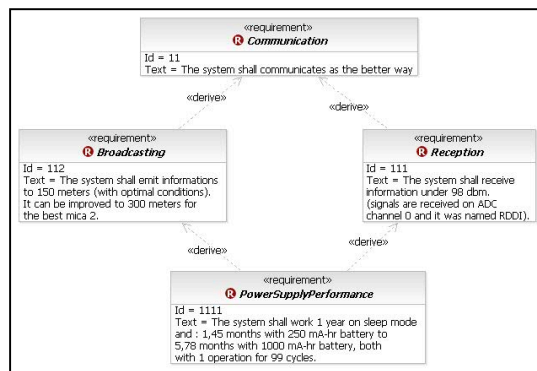 «requirement»
R Communication
Id = 11
Text = The system shall communicates as the better way
«derive»
«derive»
«requirement»
R Broadcasting
Id = 112
Text = The system shall emit informations
to 150 meters (with optimal conditions).
It can be improved to 300 meters for
the best mica 2.
«requirement»
R Reception
Id = 111
Text = The system shall receive
information under 98 dbm.
(signals are received on ADC
channel 0 and it was named RDDI).
«derive»
«derive»
«requirement»
R PowerSupplyPerformance
Id = 1111
Text = The system shall work 1 year on sleep mode
and : 1,45 months with 250 mA-hr battery to
5,78 months with 1000 mA-hr battery, both
with 1 operation for 99 cycles.